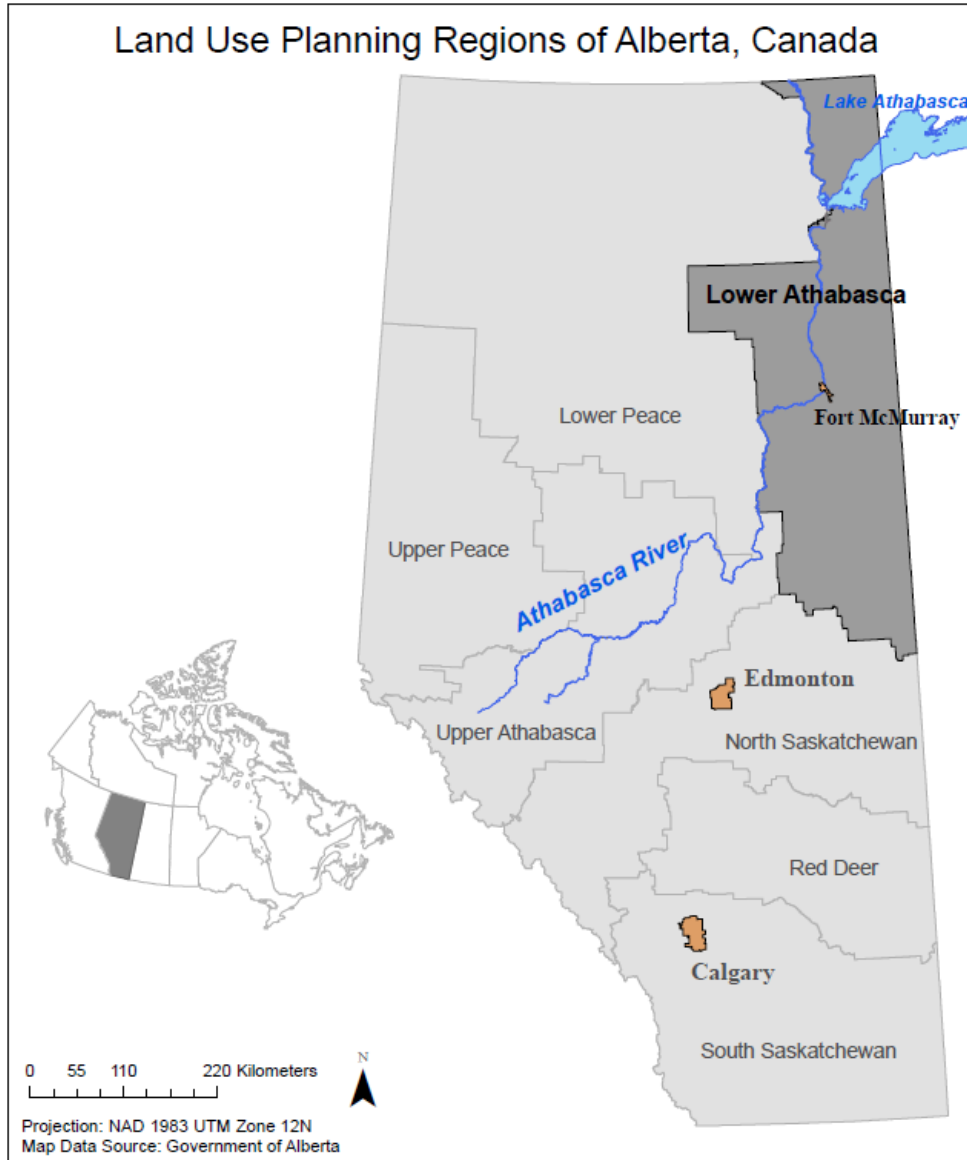 Land Use Planning Regions of Alberta, Canada
Lake Athabasca
Lower Athabasca
Fort McMurray
Lower Peace
Upper Peace
Athabasca River
Edmonton
Upper Athabasca
North Saskatchewan
Red Deer
Calgary
South Saskatchewan
N
0 55 110 220 Kilometers
Projection: NAD 1983 UTM Zone 12N
Map Data Source: Government of Alberta